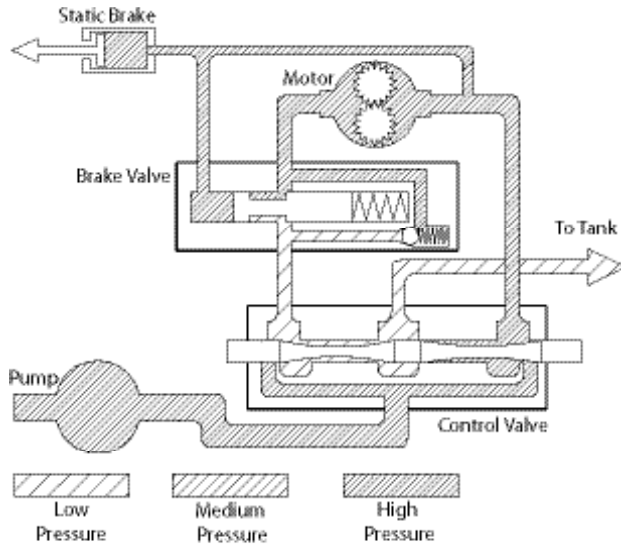 Static Brake
Motor
Brake Valve
To Tank
Pump
Control Valve
Low
Pressure
Medium
Pressure
High
Pressure